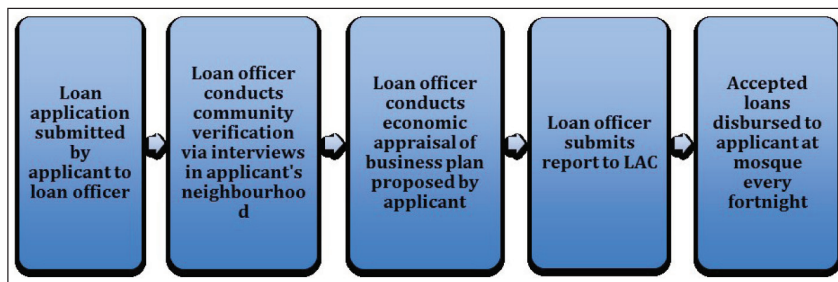 Loan
application
submitted
by
applicant to
loan officer
Loan officer
conducts
community
verification
via interviews
in applicant's
neighbourhoo
d
Loan officer
conducts
economic
appraisal of
business plan
proposed by
applicant
Loan officer
submits
report to LAC
Accepted
loans
disbursed to
applicant at
mosque
every
fortnight